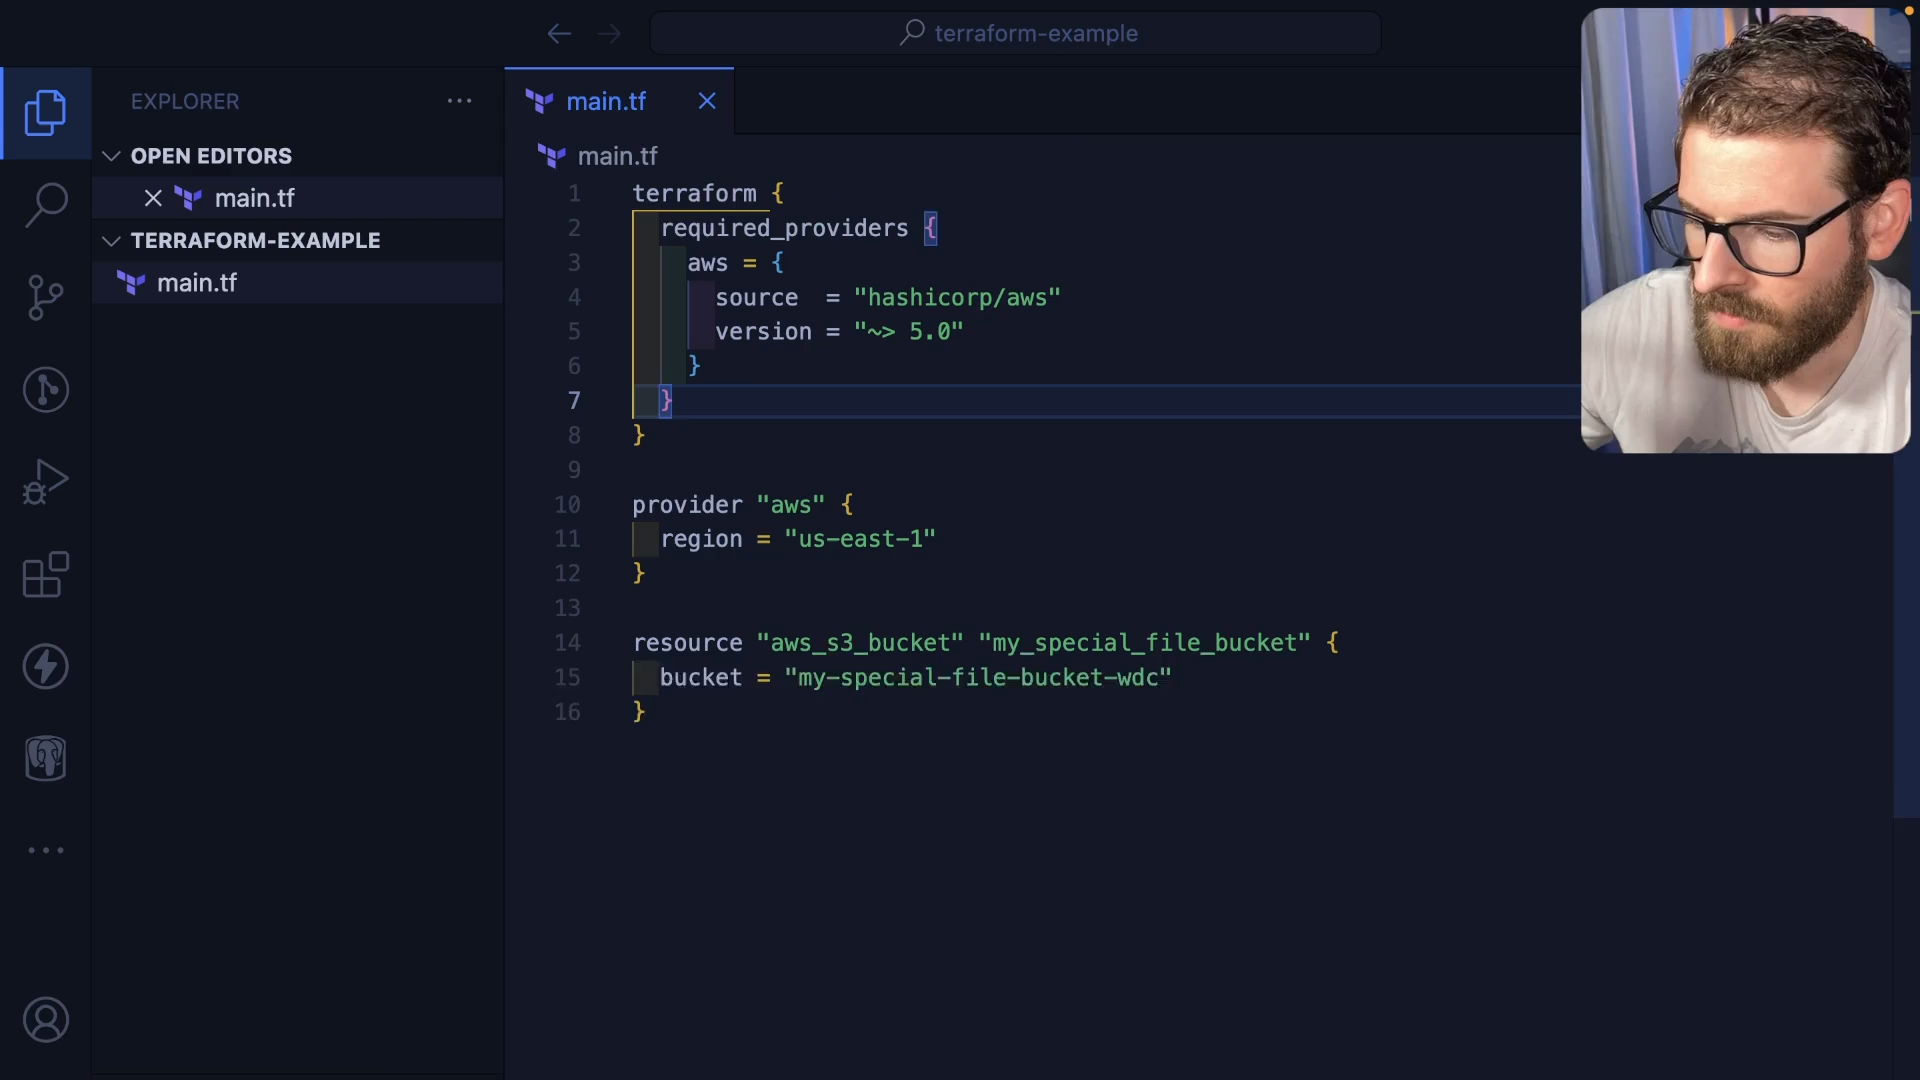 terraform-example
EXPLORER
OPEN EDITORS
main.tf
TERRAFORM-EXAMPLE
main.tf
main.tf
main.tf
1 terraform {
2 required_providers {
3 aws = {
4 source = "hashicorp/aws"
5 version = "~> 5.0"
6 }
7 }
8 }
9
10 provider "aws" {
11 region = "us-east-1"
12 }
13
14 resource "aws_s3_bucket" "my_special_file_bucket" {
15 bucket = "my-special-file-bucket-wdc"
16 }